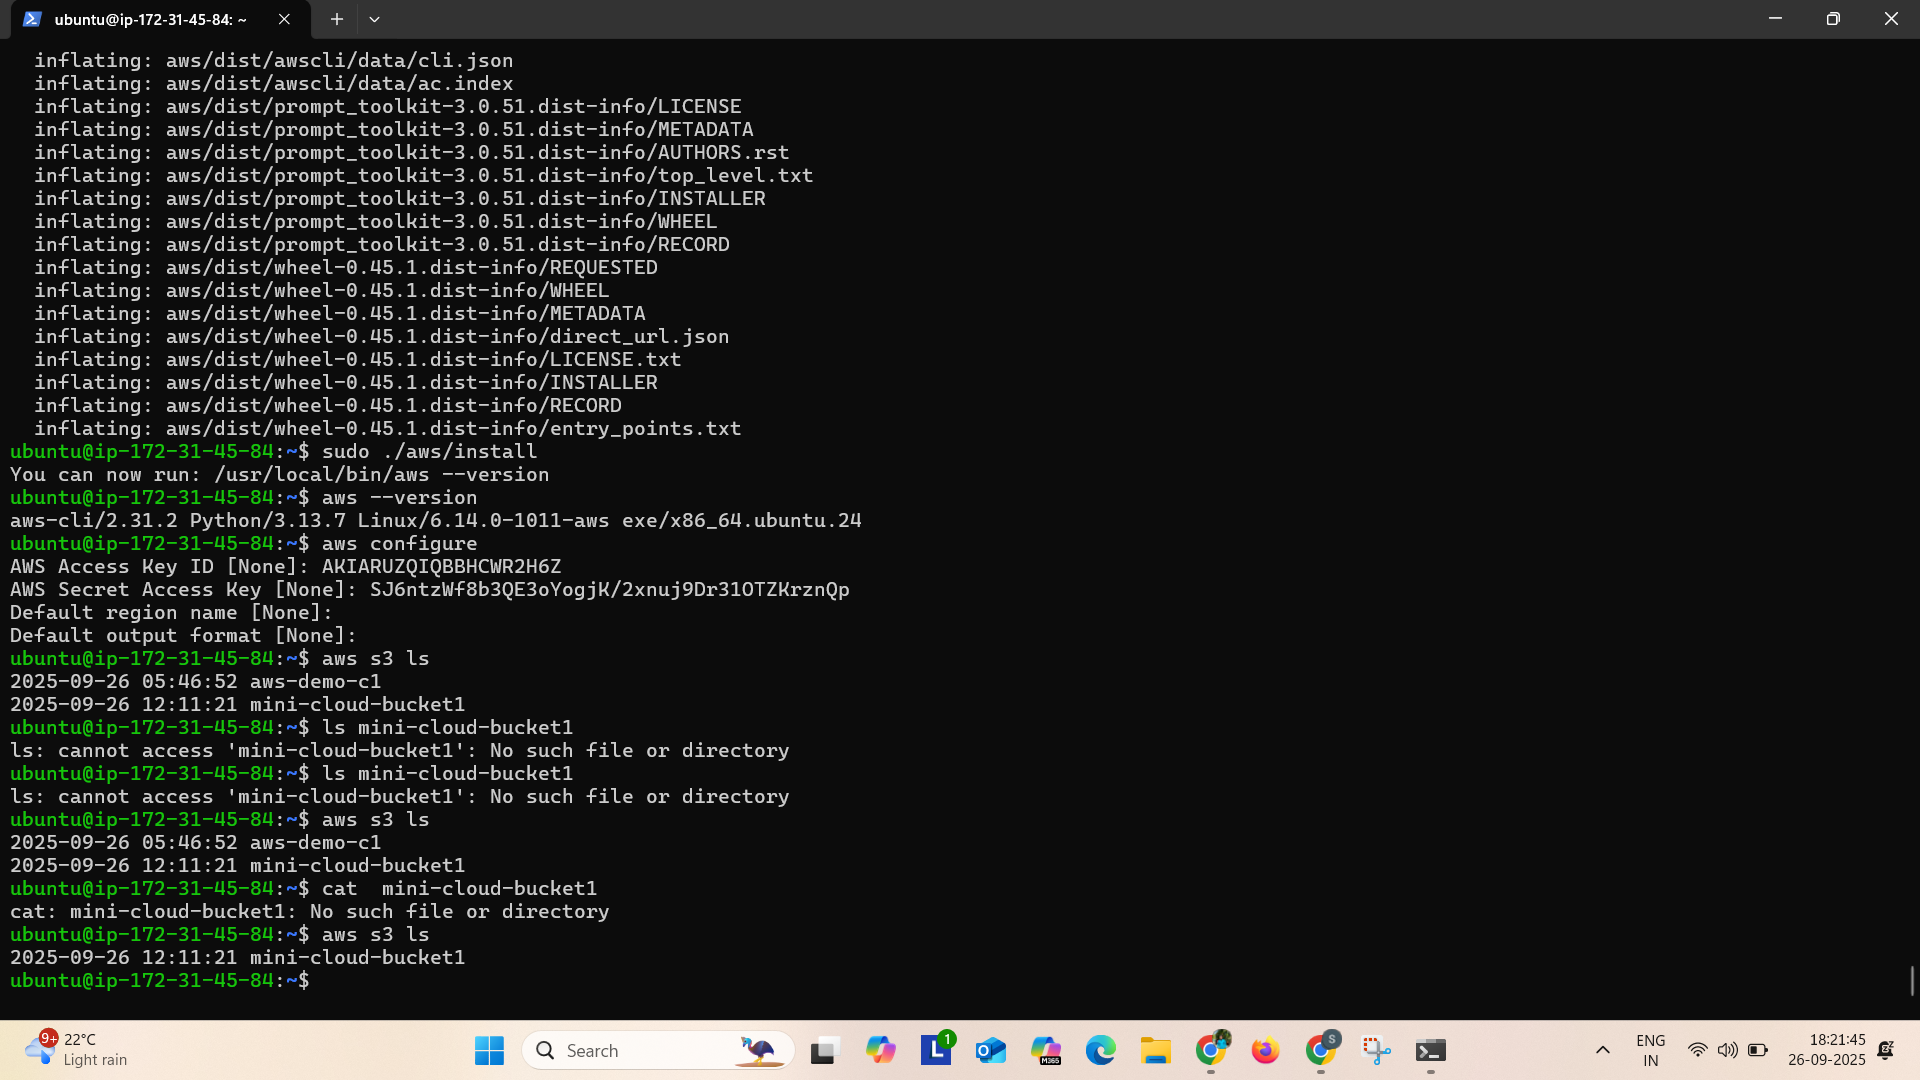 ubuntu@ip-172-31-45-84: ~
inflating: aws/dist/awscli/data/cli.json
inflating: aws/dist/awscli/data/ac.index
inflating: aws/dist/prompt_toolkit-3.0.51.dist-info/LICENSE
inflating: aws/dist/prompt_toolkit-3.0.51.dist-info/METADATA
inflating: aws/dist/prompt_toolkit-3.0.51.dist-info/AUTHORS.rst
inflating: aws/dist/prompt_toolkit-3.0.51.dist-info/top_level.txt
inflating: aws/dist/prompt_toolkit-3.0.51.dist-info/INSTALLER
inflating: aws/dist/prompt_toolkit-3.0.51.dist-info/WHEEL
inflating: aws/dist/prompt_toolkit-3.0.51.dist-info/RECORD
inflating: aws/dist/wheel-0.45.1.dist-info/REQUESTED
inflating: aws/dist/wheel-0.45.1.dist-info/WHEEL
inflating: aws/dist/wheel-0.45.1.dist-info/METADATA
inflating: aws/dist/wheel-0.45.1.dist-info/direct_url.json
inflating: aws/dist/wheel-0.45.1.dist-info/LICENSE.txt
inflating: aws/dist/wheel-0.45.1.dist-info/INSTALLER
inflating: aws/dist/wheel-0.45.1.dist-info/RECORD
inflating: aws/dist/wheel-0.45.1.dist-info/entry_points.txt
ubuntu@ip-172-31-45-84:~$ sudo ./aws/install
You can now run: /usr/local/bin/aws --version
ubuntu@ip-172-31-45-84:~$ aws --version
aws-cli/2.31.2 Python/3.13.7 Linux/6.14.0-1011-aws exe/x86_64.ubuntu.24
ubuntu@ip-172-31-45-84:~$ aws configure
AWS Access Key ID [None]: AKIARUZQIQBBHCWR2H6Z
AWS Secret Access Key [None]: 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
Default region name [None]:
Default output format [None]:
ubuntu@ip-172-31-45-84:~$ aws s3 ls
2025-09-26 05:46:52 aws-demo-c1
2025-09-26 12:11:21 mini-cloud-bucket1
ubuntu@ip-172-31-45-84:~$ ls mini-cloud-bucket1
ls: cannot access 'mini-cloud-bucket1': No such file or directory
ubuntu@ip-172-31-45-84:~$ ls mini-cloud-bucket1
ls: cannot access 'mini-cloud-bucket1': No such file or directory
ubuntu@ip-172-31-45-84:~$ aws s3 ls
2025-09-26 05:46:52 aws-demo-c1
2025-09-26 12:11:21 mini-cloud-bucket1
ubuntu@ip-172-31-45-84:~$ cat  mini-cloud-bucket1
cat: mini-cloud-bucket1: No such file or directory
ubuntu@ip-172-31-45-84:~$ aws s3 ls
2025-09-26 12:11:21 mini-cloud-bucket1
ubuntu@ip-172-31-45-84:~$
9+
22°C
Light rain
Search
L
1
M365
S
ENG
IN
18:21:45
26-09-2025